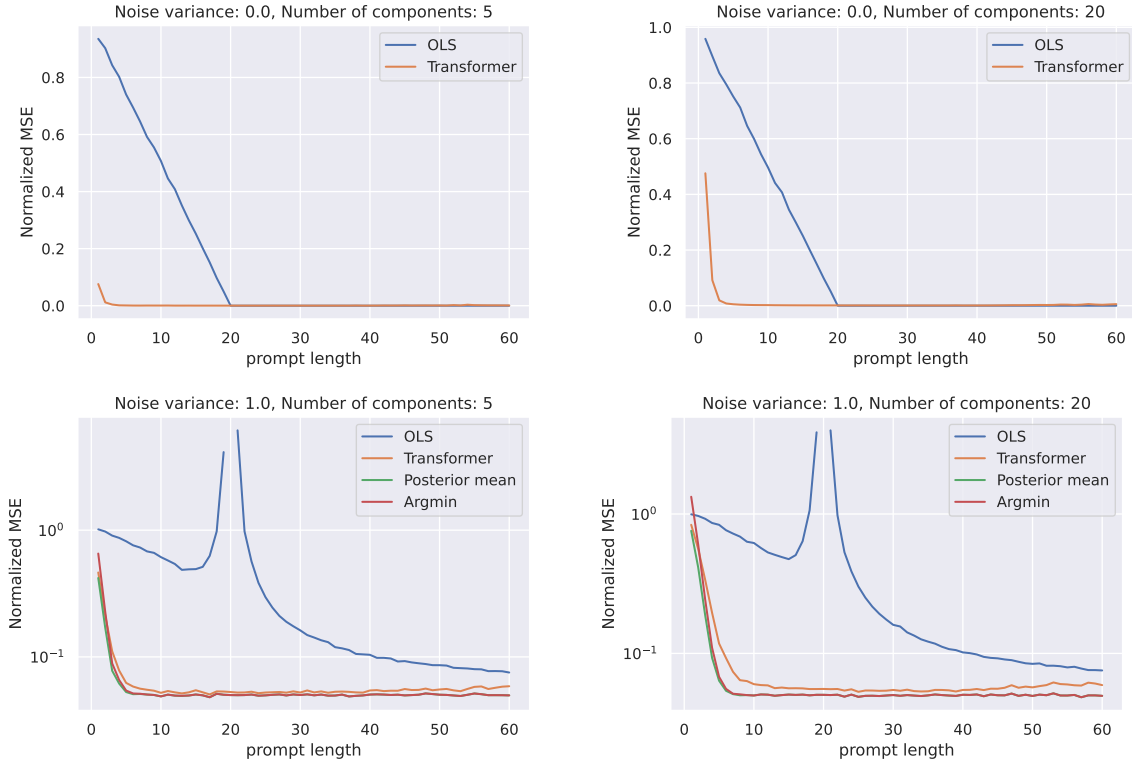 Noise variance: 0.0, Number of components: 5
Normalized MSE
0.8
0.6
0.4
0.2
0.0
OLS
Transformer
0 10 20 30 40 50 60
prompt length
Noise variance: 0.0, Number of components: 20
Normalized MSE
1.0
0.8
0.6
0.4
0.2
0.0
OLS
Transformer
0 10 20 30 40 50 60
prompt length
Noise variance: 1.0, Number of components: 5
Normalized MSE
10⁰
10⁻¹
OLS
Transformer
Posterior mean
Argmin
0 10 20 30 40 50 60
prompt length
Noise variance: 1.0, Number of components: 20
Normalized MSE
10⁰
10⁻¹
OLS
Transformer
Posterior mean
Argmin
0 10 20 30 40 50 60
prompt length